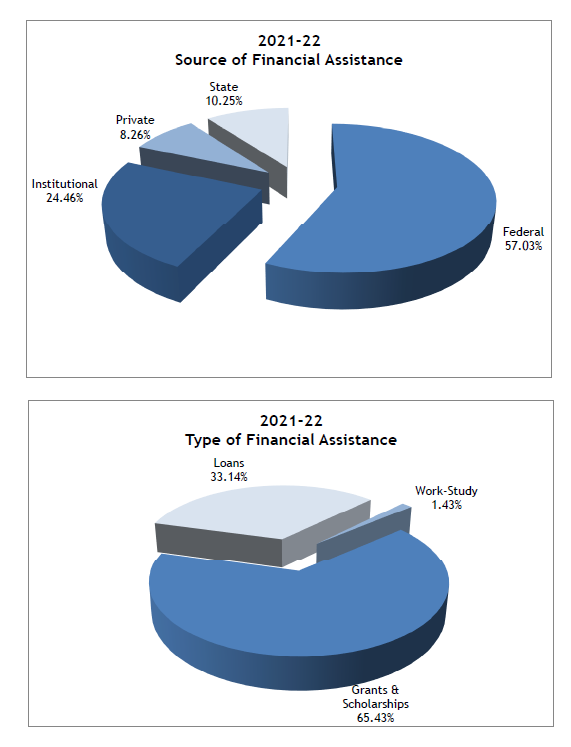 2021-22
Source of Financial Assistance
State
10.25%
Private
8.26%
Institutional
24.46%
Federal
57.03%
2021-22
Type of Financial Assistance
Loans
33.14%
Work-Study
1.43%
Grants &
Scholarships
65.43%